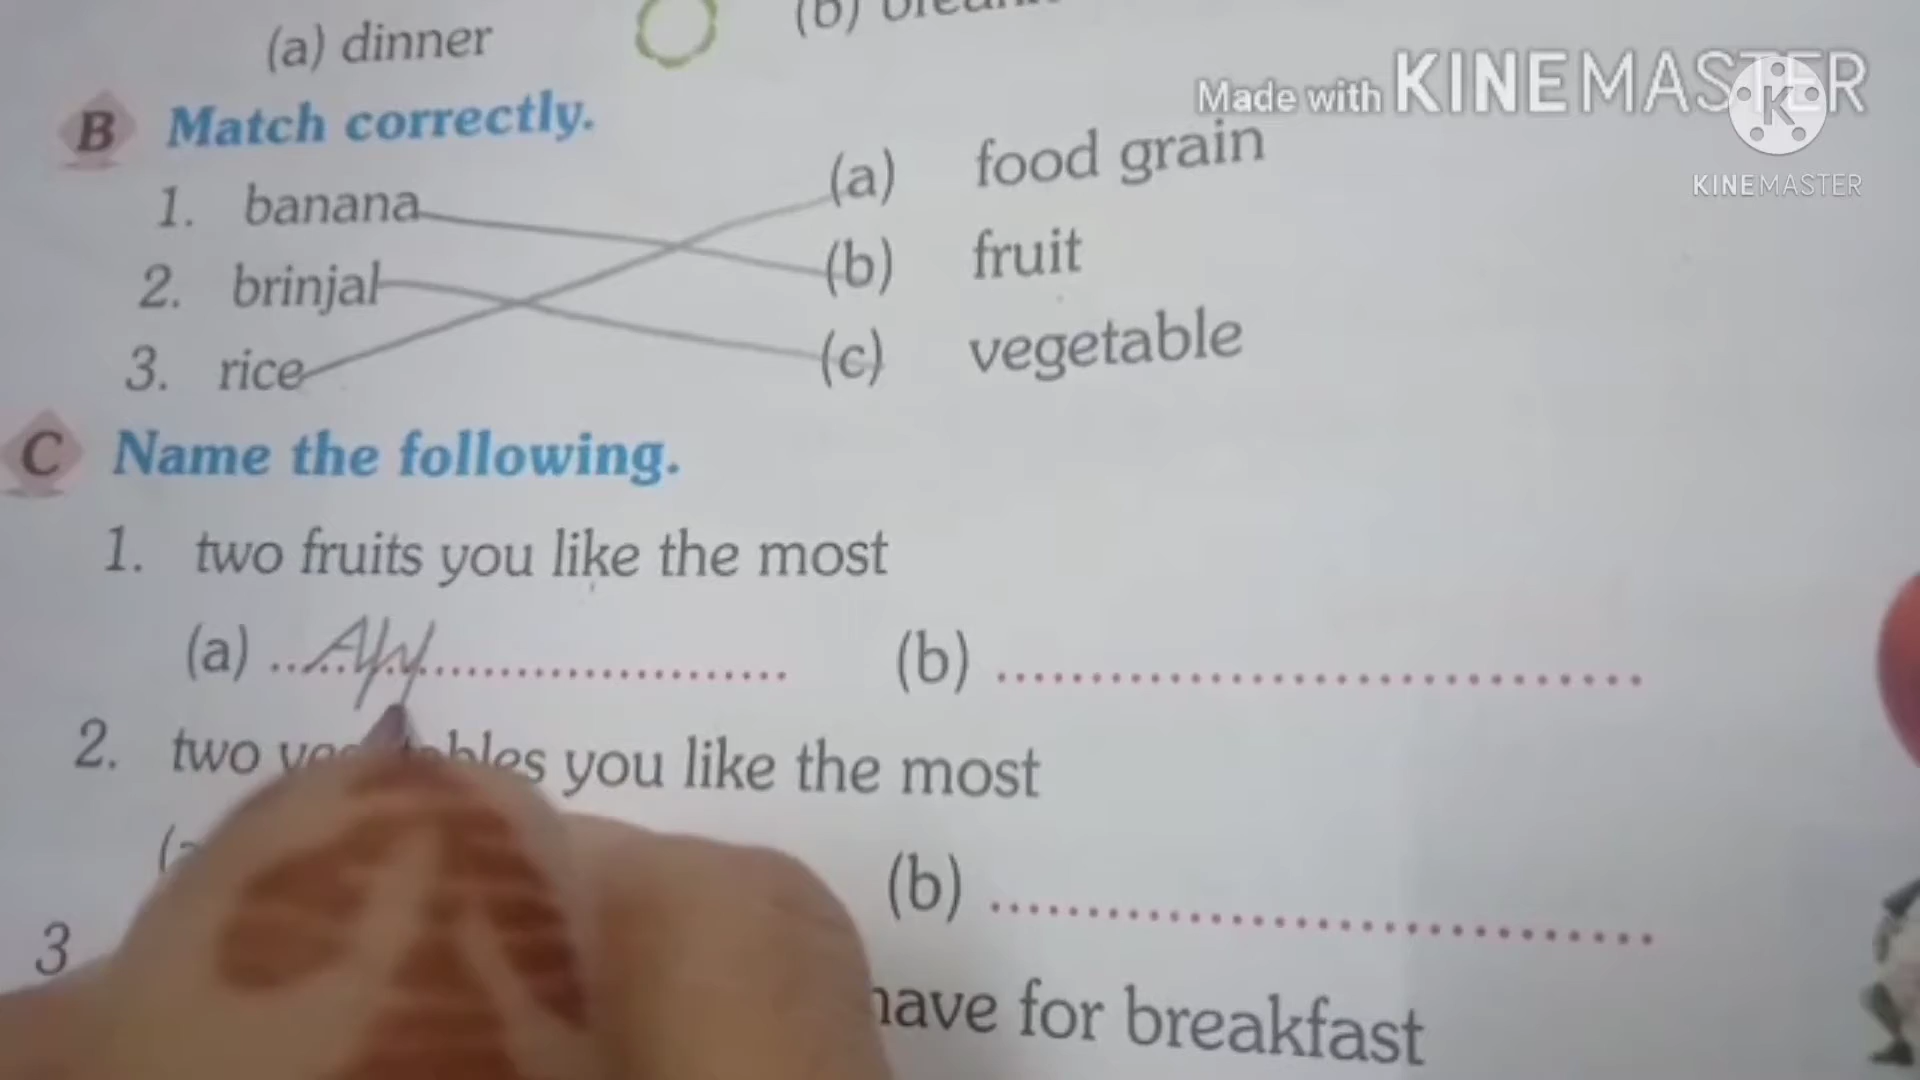 (a) dinner
Made with KINEMASTER
KINEMASTER
B Match correctly.
1. banana (a) food grain
2. brinjal (b) fruit
3. rice (c) vegetable
C Name the following.
1. two fruits you like the most
(a) (b)
2. two you like the most
(b)
3
have for breakfast